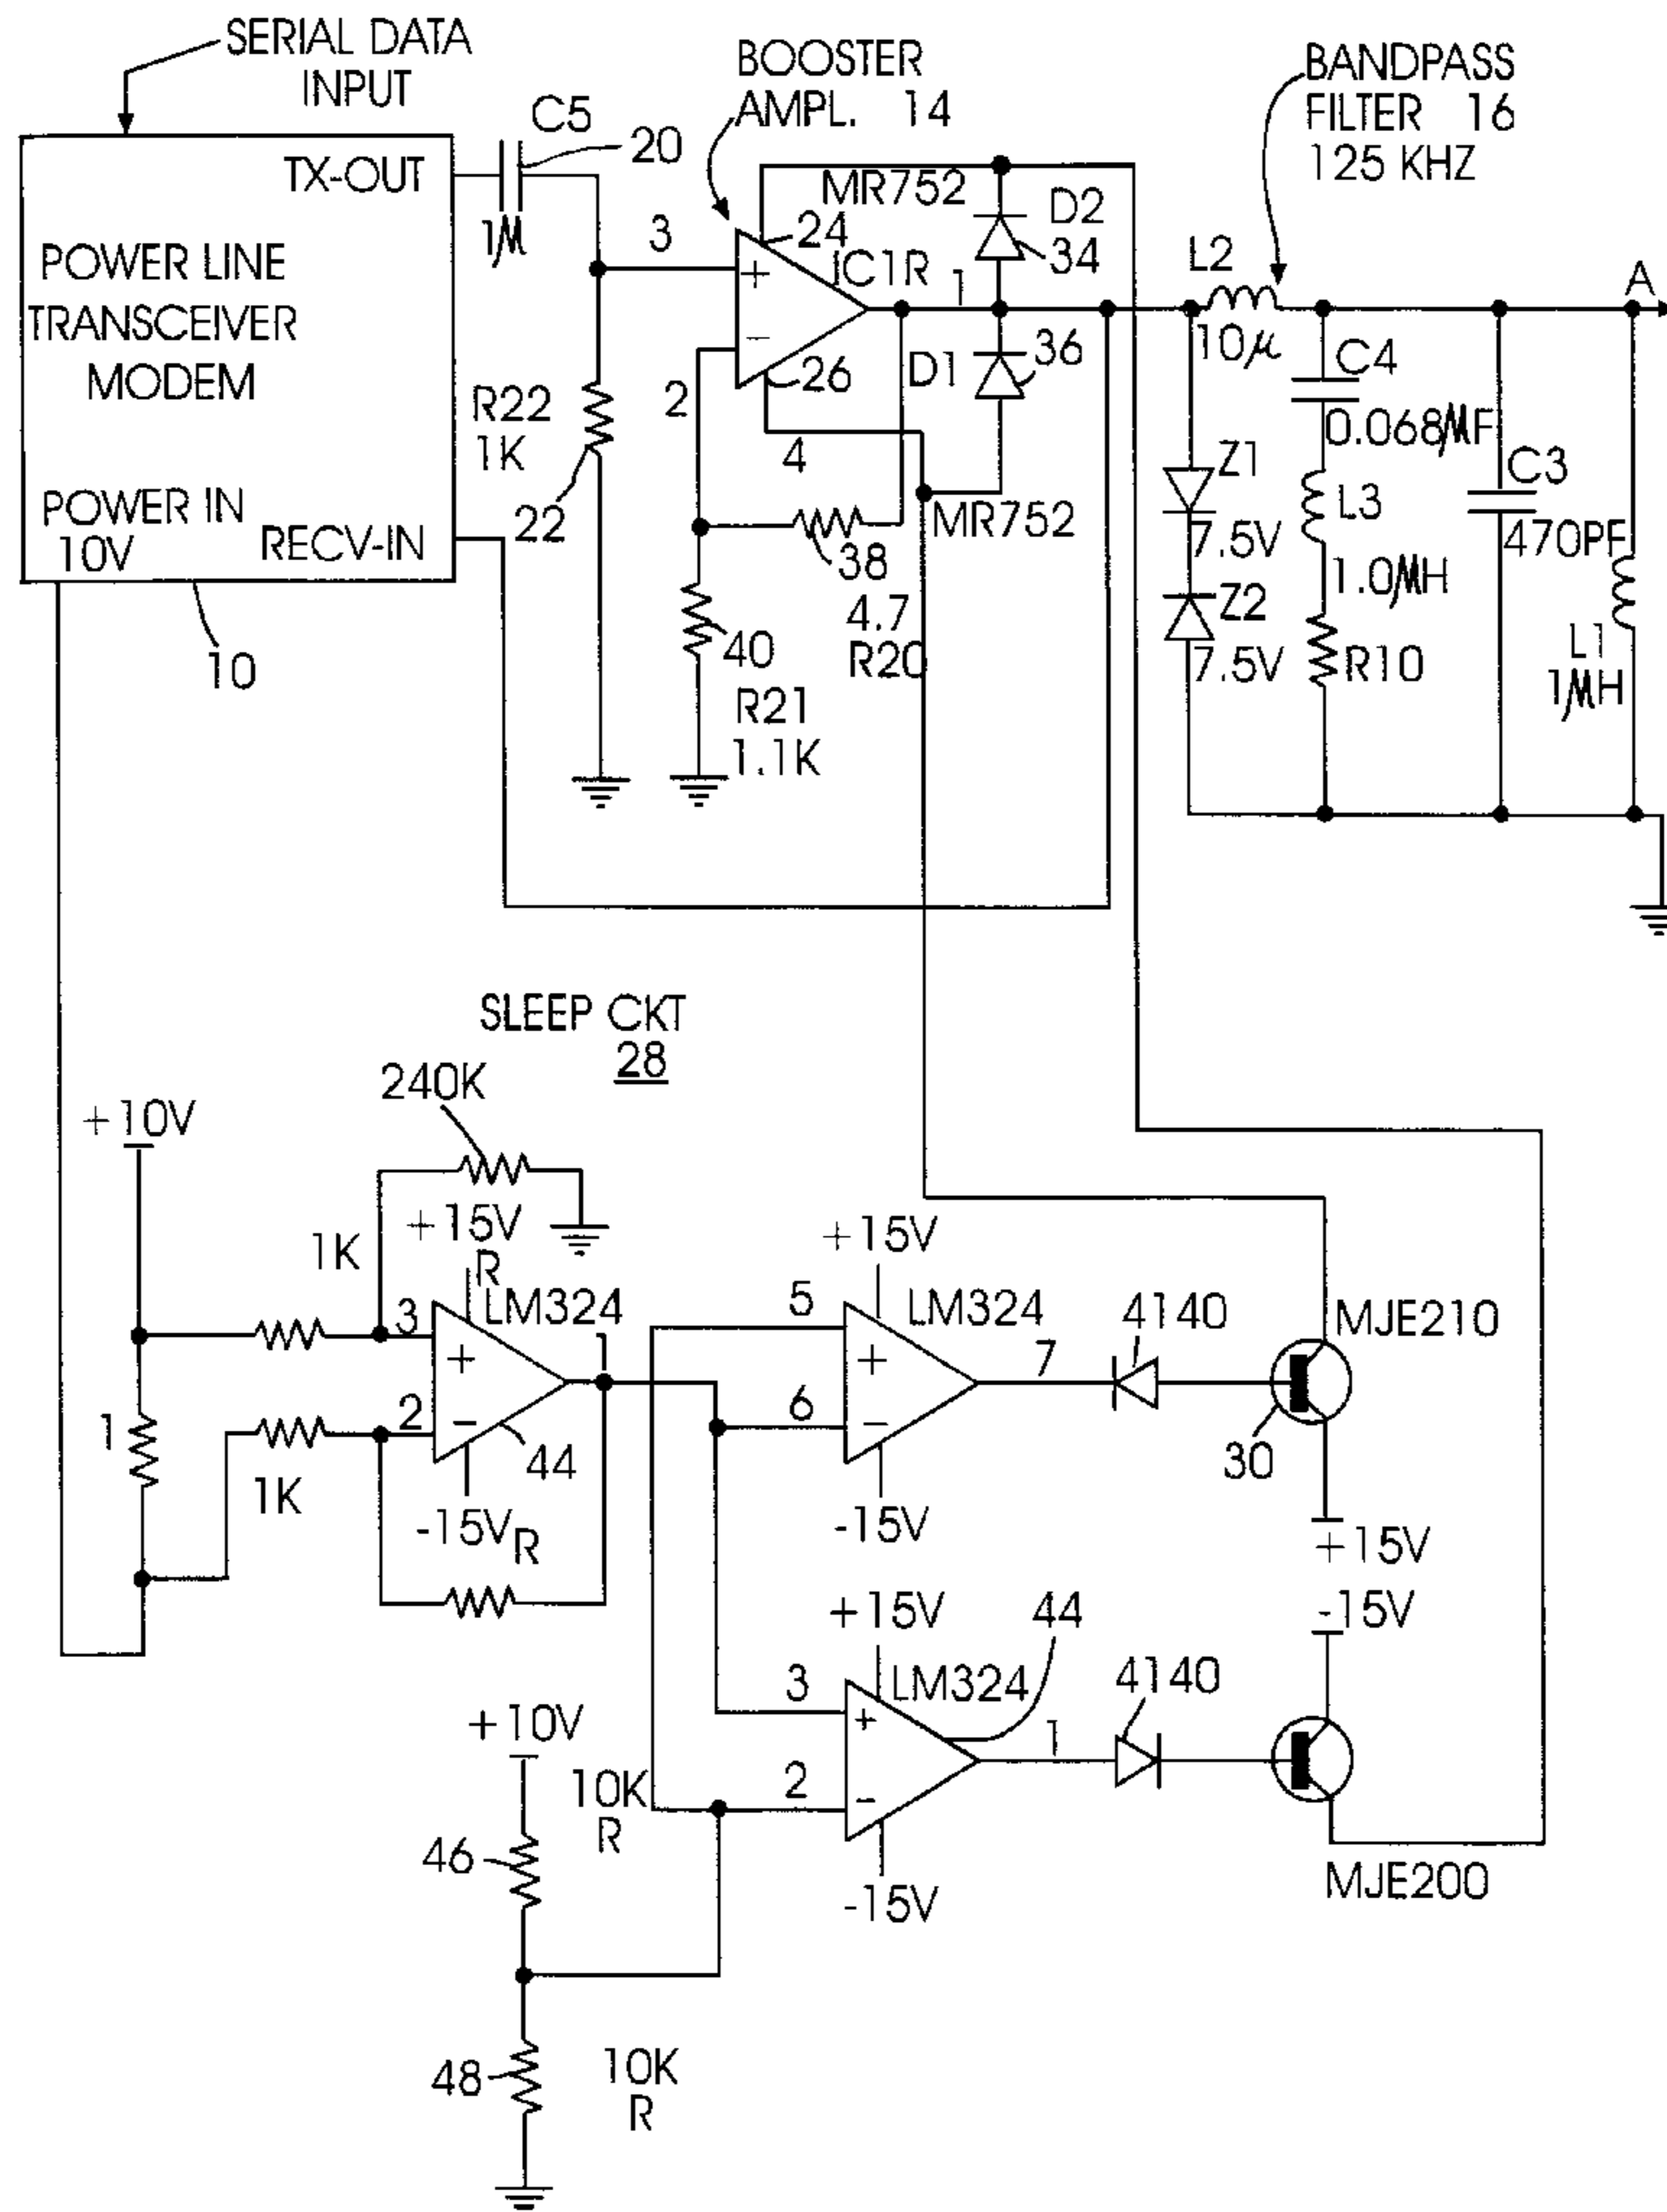 SERIAL DATA
INPUT
BOOSTER
AMPL. 14
BANDPASS
FILTER 16
125 KHZ
C5
20
TX-OUT
1M
POWER LINE
TRANSCEIVER
MODEM
POWER IN
10V
RECV-IN
10
3
MR752
24
IC1R
1
D2
34
L2
10μ
A
2
26
D1
36
4
MR752
R22
1K
22
38
4.7
R20
40
R21
1.1K
Z1
7.5V
Z2
7.5V
C4
0.068MF
L3
1.0MH
R10
C3
470PF
L1
1MH
SLEEP CKT
28
240K
+10V
1K
+15V
R
LM324
3
+
2
-
1
44
1
1K
-15V
R
+15V
5
LM324
+
6
-
7
4140
MJE210
30
-15V
+15V
-15V
+15V
44
3
LM324
+
2
-
1
4140
-15V
MJE200
+10V
10K
R
46
48
10K
R